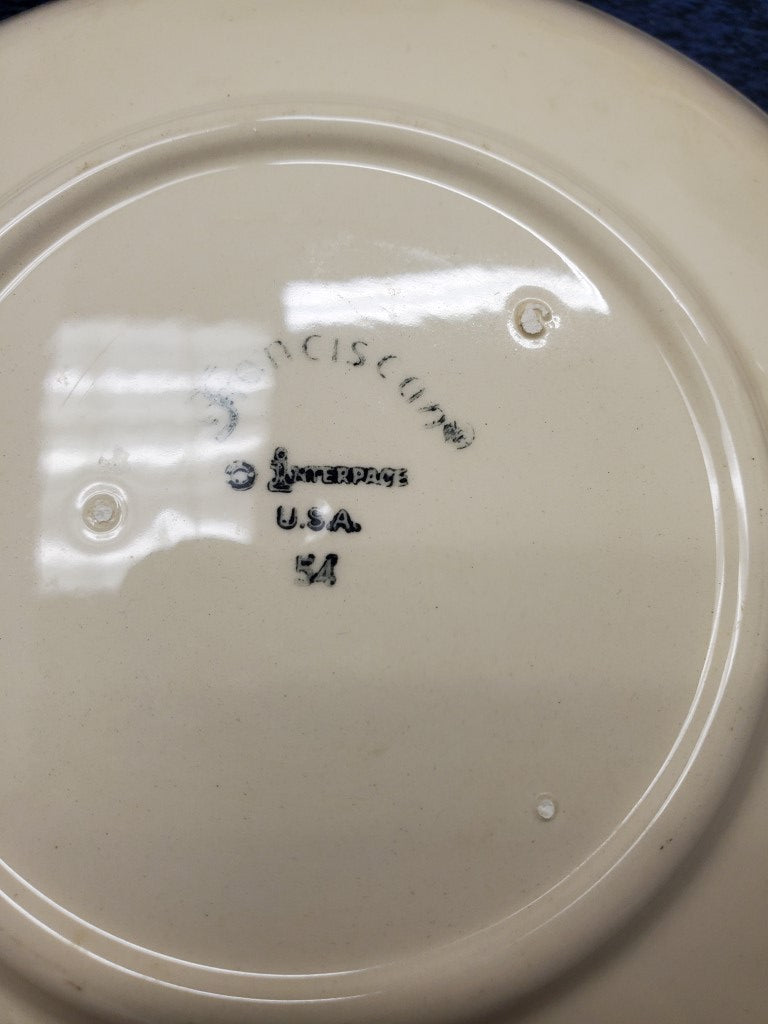 Franciscan®
© INTERPACE
U.S.A.
54